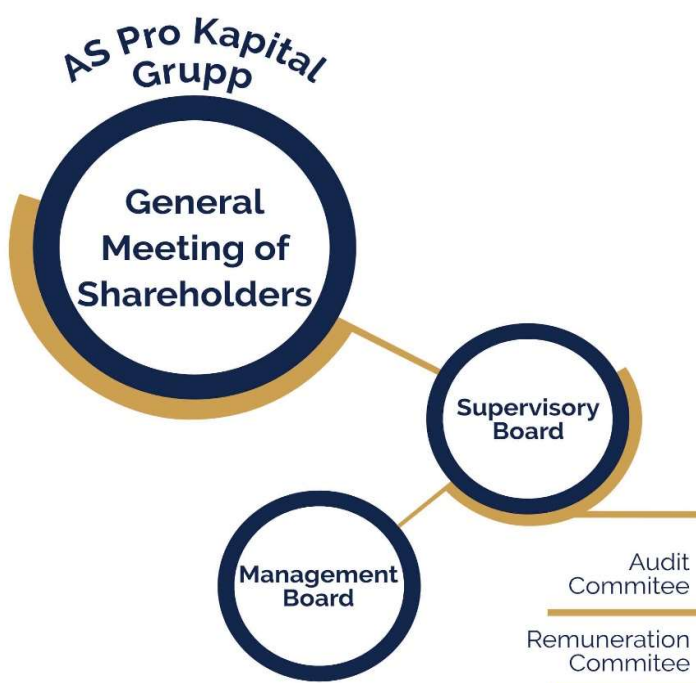 AS Pro Kapital
Grupp
General
Meeting of
Shareholders
Supervisory
Board
Management
Board
Audit
Commitee
Remuneration
Commitee